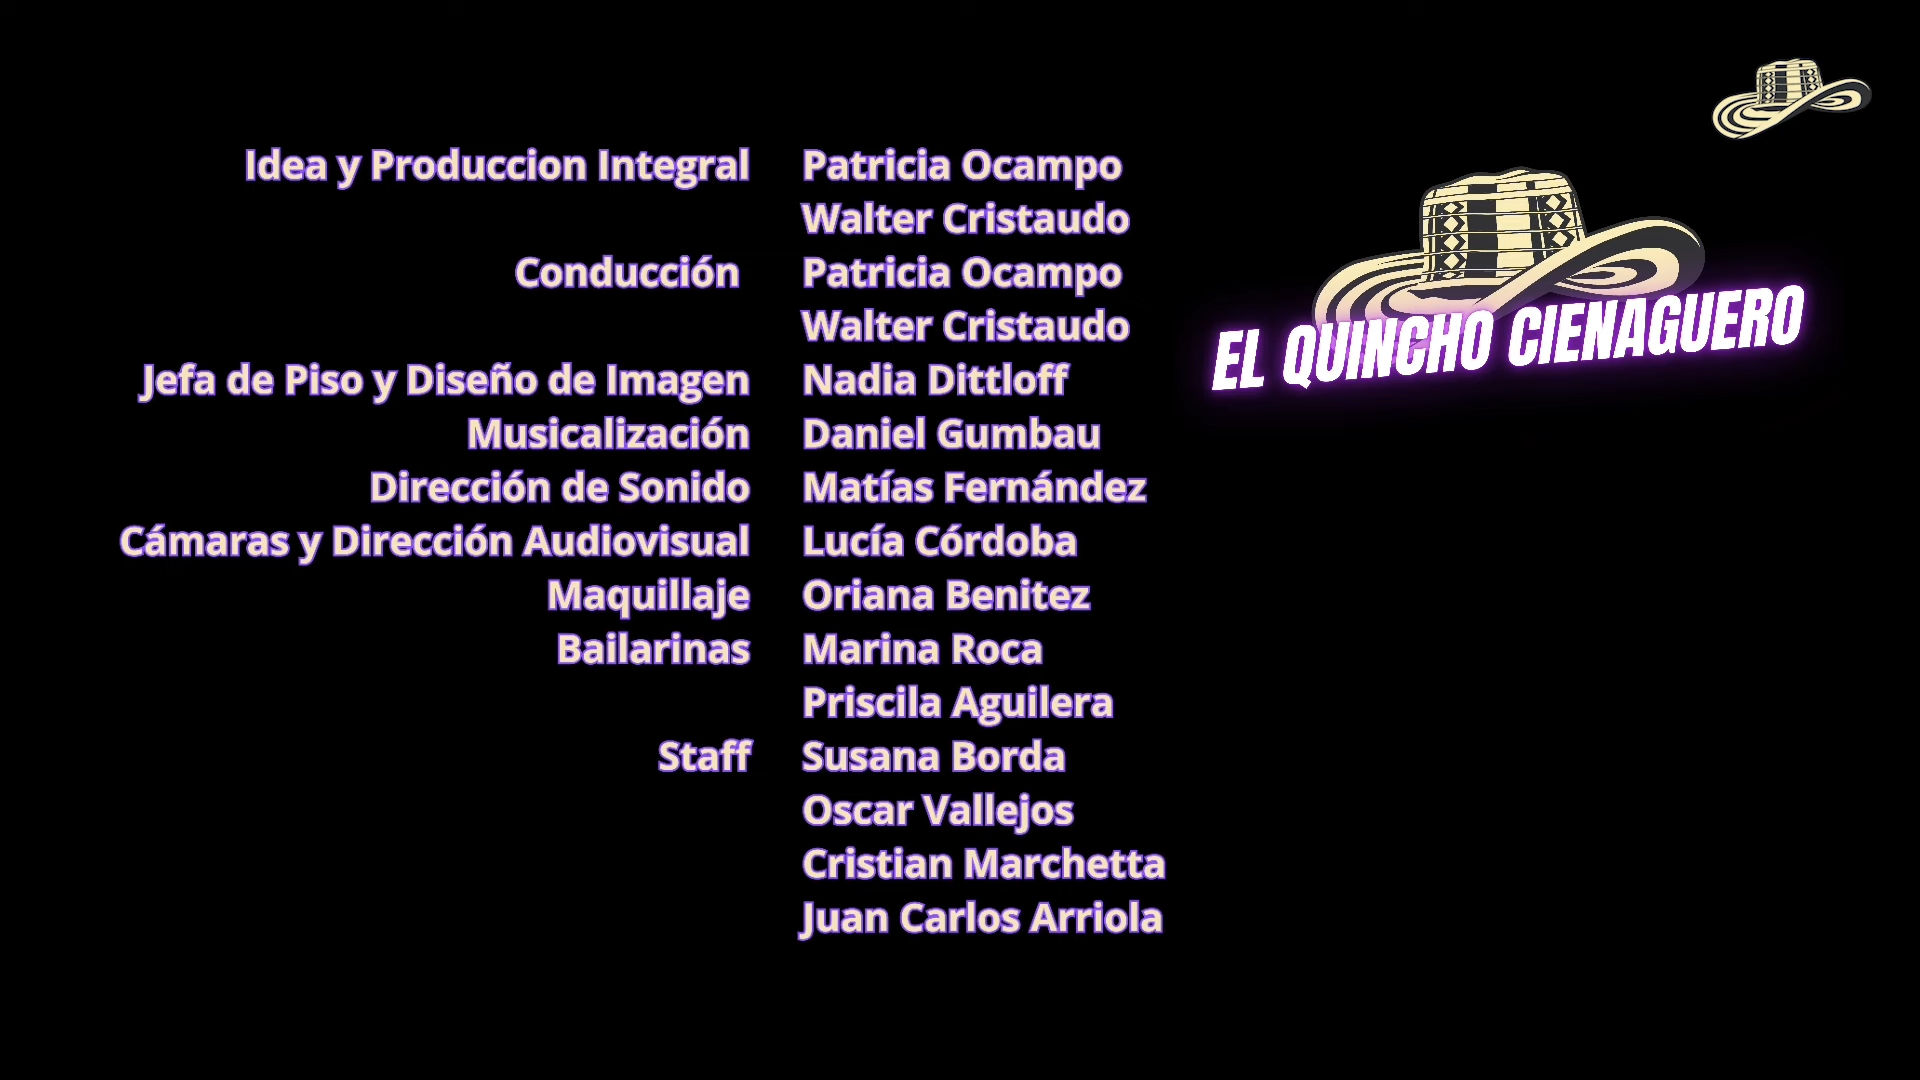 Idea y Produccion Integral Patricia Ocampo
Walter Cristaudo
Conducción Patricia Ocampo
Walter Cristaudo
Jefa de Piso y Diseño de Imagen Nadia Dittloff
Musicalización Daniel Gumbau
Dirección de Sonido Matías Fernández
Cámaras y Dirección Audiovisual Lucía Córdoba
Maquillaje Oriana Benitez
Bailarinas Marina Roca
Priscila Aguilera
Staff Susana Borda
Oscar Vallejos
Cristian Marchetta
Juan Carlos Arriola
EL QUINCHO CIENAGUERO